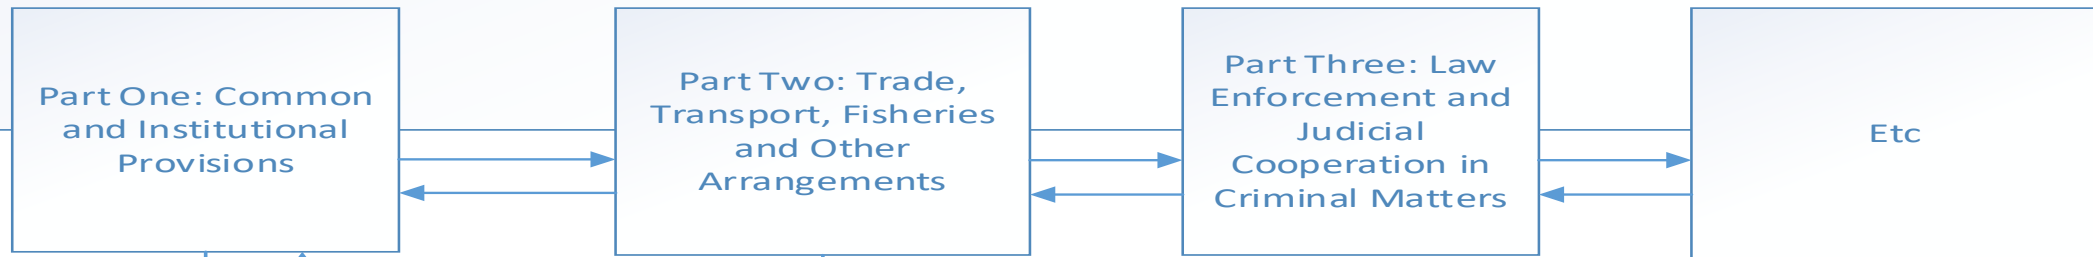 Part One: Common
and Institutional
Provisions
Part Two: Trade,
Transport, Fisheries
and Other
Arrangements
Part Three: Law
Enforcement and
Judicial
Cooperation in
Criminal Matters
Etc